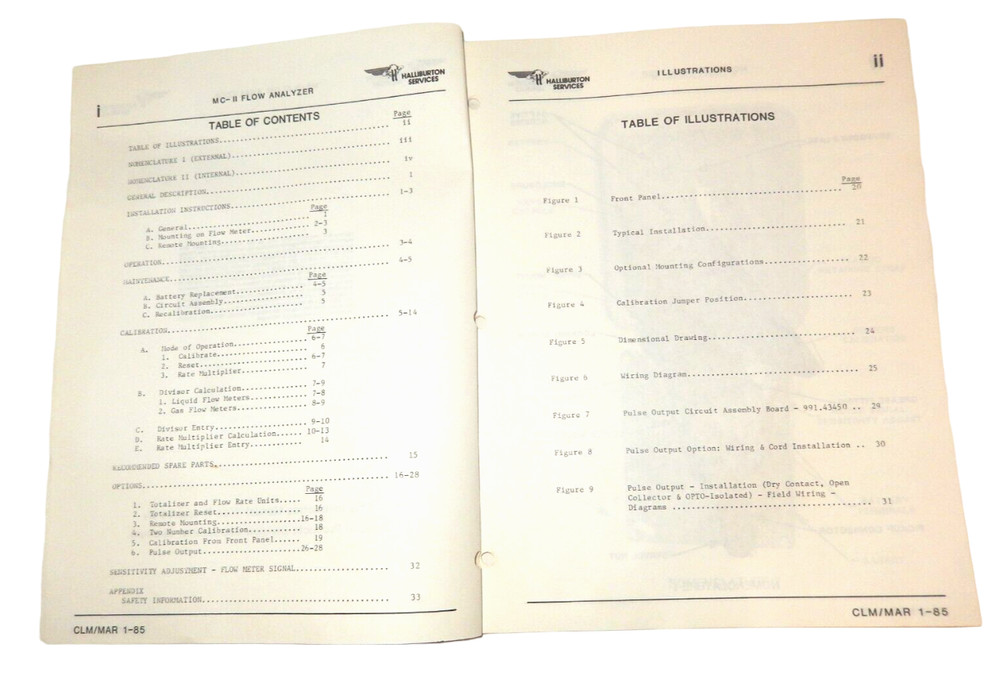 i
HALLIBURTON
SERVICES
MC-II FLOW ANALYZER
TABLE OF CONTENTS
Page
TABLE OF ILLUSTRATIONS ii
NOMENCLATURE I (INTERNAL) iii
NOMENCLATURE II (INTERNAL) iv
GENERAL DESCRIPTION 1
INSTALLATION INSTRUCTIONS 1-3
Page
A. General 1
B. Mounting on Flow Meter 2-3
C. Remote Mounting 3
OPERATION 3-4
MAINTENANCE 4-5
Page
A. Battery Replacement 4-5
B. Circuit Assembly 5
C. Recalibration 5
CALIBRATION 5-14
Page
A. Mode of Operation 6-7
1. Calibrate 6
2. Reset 6-7
3. Rate Multiplier 7
B. Divisor Calculation 7-9
1. Liquid Flow Meters 7-8
2. Gas Flow Meters 8-9
C. Divisor Entry 9-10
D. Rate Multiplier Calculation 10-13
E. Rate Multiplier Entry 14
RECOMMENDED SPARE PARTS 15
OPTIONS 16-28
Page
1. Totalizer and Flow Rate Units 16
2. Totalizer Reset 16
3. Remote Mounting 16-18
4. Two Number Calibration 18
5. Calibration From Front Panel 19
6. Pulse Output 26-28
SENSITIVITY ADJUSTMENT - FLOW METER SIGNAL 32
APPENDIX
SAFETY INFORMATION 33
CLM/MAR 1-85
HALLIBURTON
SERVICES
ILLUSTRATIONS
ii
TABLE OF ILLUSTRATIONS
Page
Figure 1 Front Panel 20
Figure 2 Typical Installation 21
Figure 3 Optional Mounting Configurations 22
Figure 4 Calibration Jumper Position 23
Figure 5 Dimensional Drawing 24
Figure 6 Wiring Diagram 25
Figure 7 Pulse Output Circuit Assembly Board - 991.43450 .. 29
Figure 8 Pulse Output Option: Wiring & Cord Installation .. 30
Figure 9 Pulse Output - Installation (Dry Contact, Open
Collector & OPTO-Isolated) - Field Wiring -
Diagrams 31
CLM/MAR 1-85